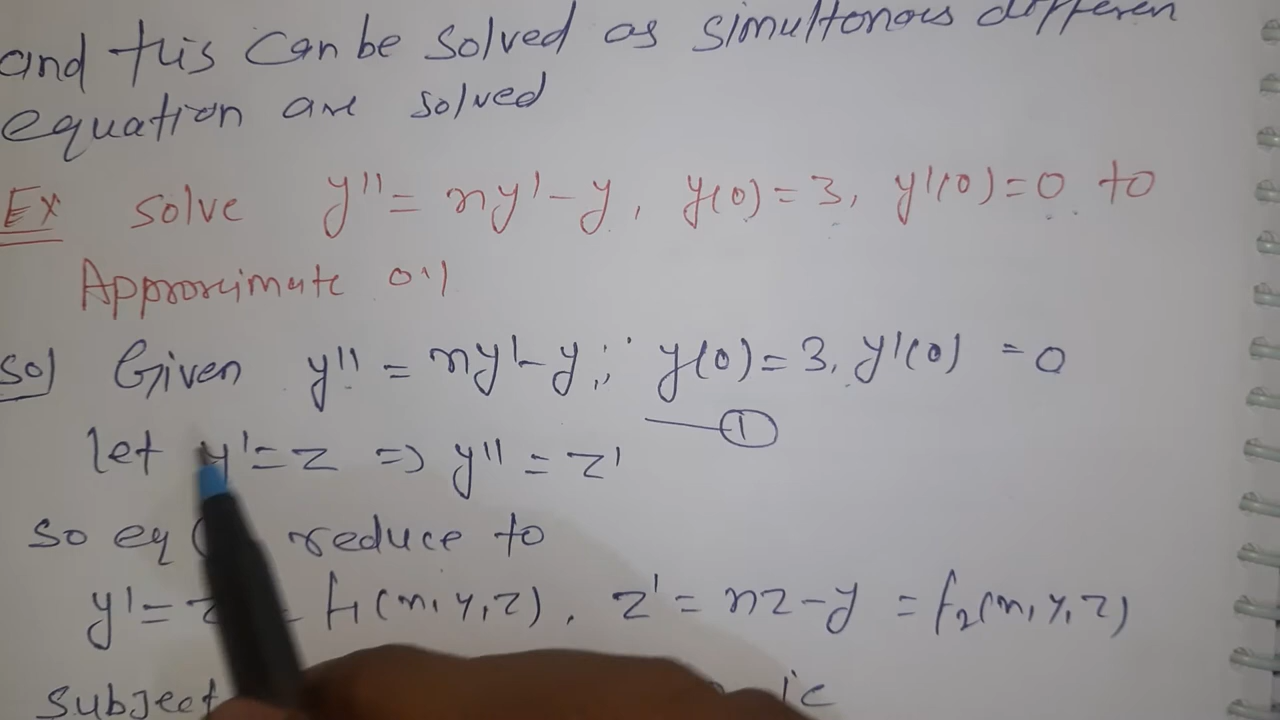 and this can be solved as simultonous differen
equation are solved
Ex solve y'' = xy' - y, y(0) = 3, y'(0) = 0 to
Approximate 0.1
Sol Given y'' = xy' - y ; y(0) = 3, y'(0) = 0
— ①
let y' = z => y'' = z'
so eq reduce to
y' = z = f₁(x, y, z), z' = xz - y = f₂(x, y, z)
Subject ic